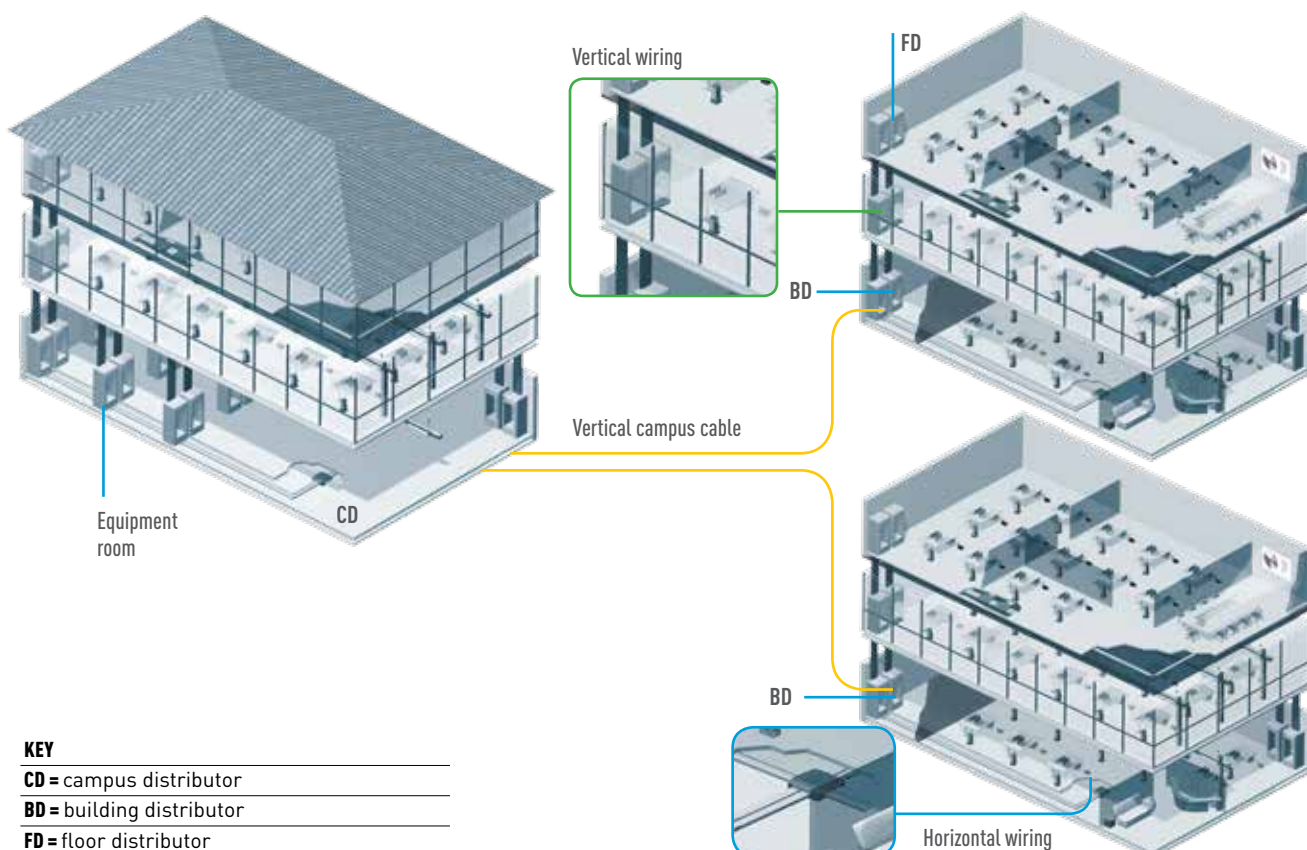 Vertical wiring
FD
BD
Vertical campus cable
CD
Equipment
room
BD
KEY
CD = campus distributor
BD = building distributor
FD = floor distributor
Horizontal wiring